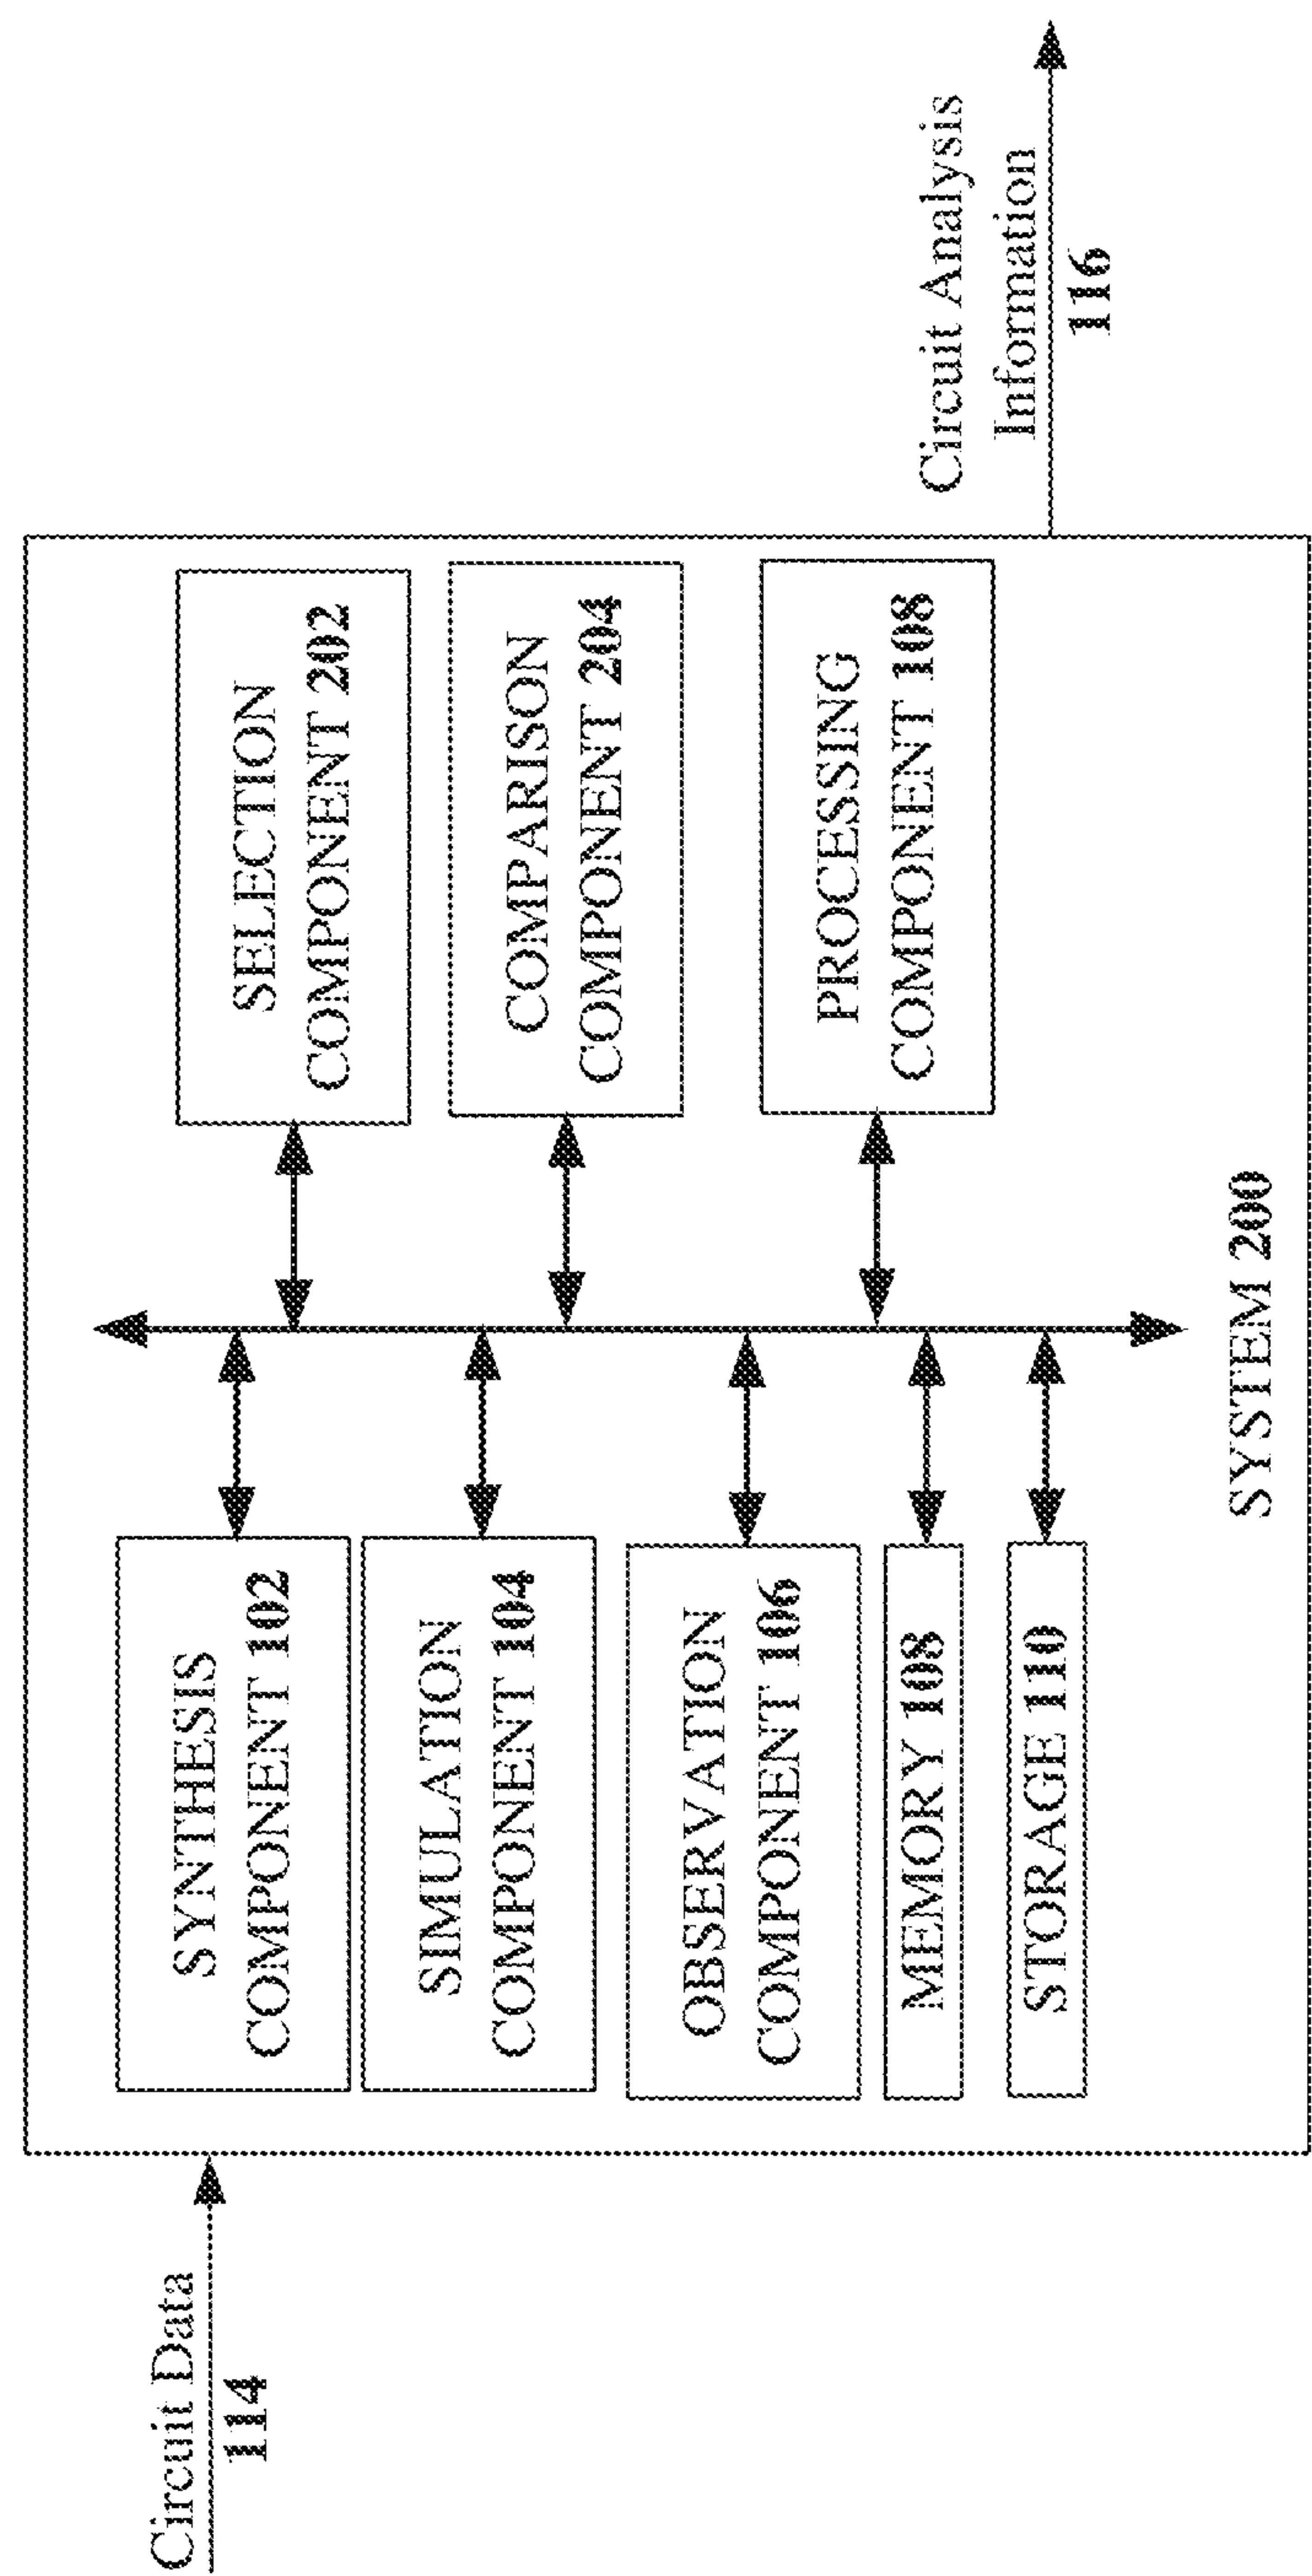 Circuit Data
114
SYNTHESIS
COMPONENT 102
SIMULATION
COMPONENT 104
OBSERVATION
COMPONENT 106
MEMORY 108
STORAGE 110
SELECTION
COMPONENT 202
COMPARISON
COMPONENT 204
PROCESSING
COMPONENT 108
SYSTEM 200
Circuit Analysis
Information
116